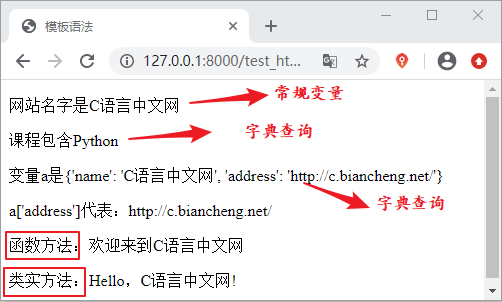 模板语法
127.0.0.1:8000/test_ht...
网站名字是C语言中文网
常规变量
课程包含Python
字典查询
变量a是{'name': 'C语言中文网', 'address': 'http://c.biancheng.net/'}
字典查询
a['address']代表：http://c.biancheng.net/
函数方法：欢迎来到C语言中文网
类实方法：Hello，C语言中文网!